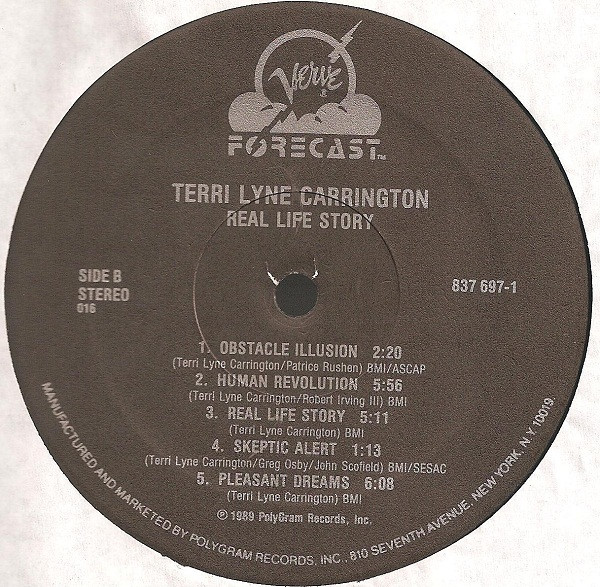 Verve
FORECAST TM
TERRI LYNE CARRINGTON
REAL LIFE STORY
SIDE B
STEREO
016
837 697-1
1. OBSTACLE ILLUSION 2:20
(Terri Lyne Carrington/Patrice Rushen) BMI/ASCAP
2. HUMAN REVOLUTION 5:56
(Terri Lyne Carrington/Robert Irving III) BMI
3. REAL LIFE STORY 5:11
(Terri Lyne Carrington) BMI
4. SKEPTIC ALERT 1:13
(Terri Lyne Carrington/Greg Osby/John Scofield) BMI/SESAC
5. PLEASANT DREAMS 6:08
(Terri Lyne Carrington) BMI
℗ 1989 PolyGram Records, Inc.
MANUFACTURED AND MARKETED BY POLYGRAM RECORDS, INC., 810 SEVENTH AVENUE, NEW YORK, N.Y. 10019.